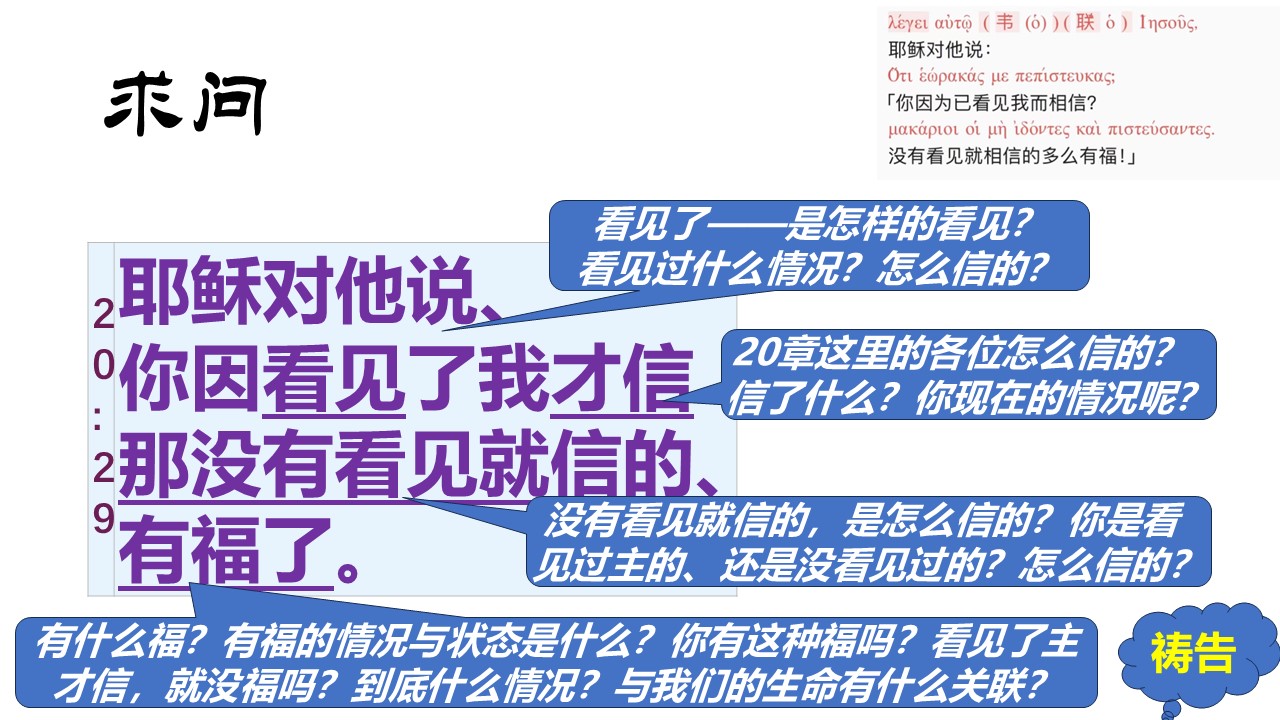 求问
λέγει αὐτῷ (韦 (ὁ) )( 联 ὁ ) Ἰησοῦς,
耶稣对他说：
Ὅτι ἑώρακάς με πεπίστευκας;
「你因为已看见我而相信?
μακάριοι οἱ μὴ ἰδόντες καὶ πιστεύσαντες.
没有看见就相信的多么有福!」
看见了——是怎样的看见？
看见过什么情况？怎么信的？
20:29
耶稣对他说、
你因看见了我才信
那没有看见就信的、
有福了。
20章这里的各位怎么信的？
信了什么？你现在的情况呢？
没有看见就信的，是怎么信的？你是看
见过主的、还是没看见过的？怎么信的？
有什么福？有福的情况与状态是什么？你有这种福吗？看见了主
才信，就没福吗？到底什么情况？与我们的生命有什么关联？
祷告